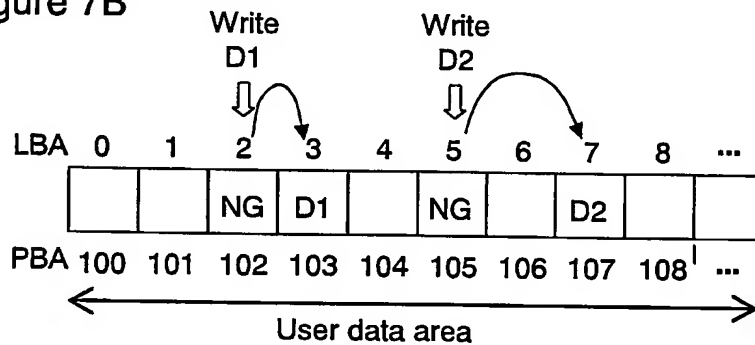 gure 7B
Write Write
D1 D2
LBA 0 1 2 3 4 5 6 7 8 ...
NG D1 NG D2
PBA 100 101 102 103 104 105 106 107 108 ...
User data area